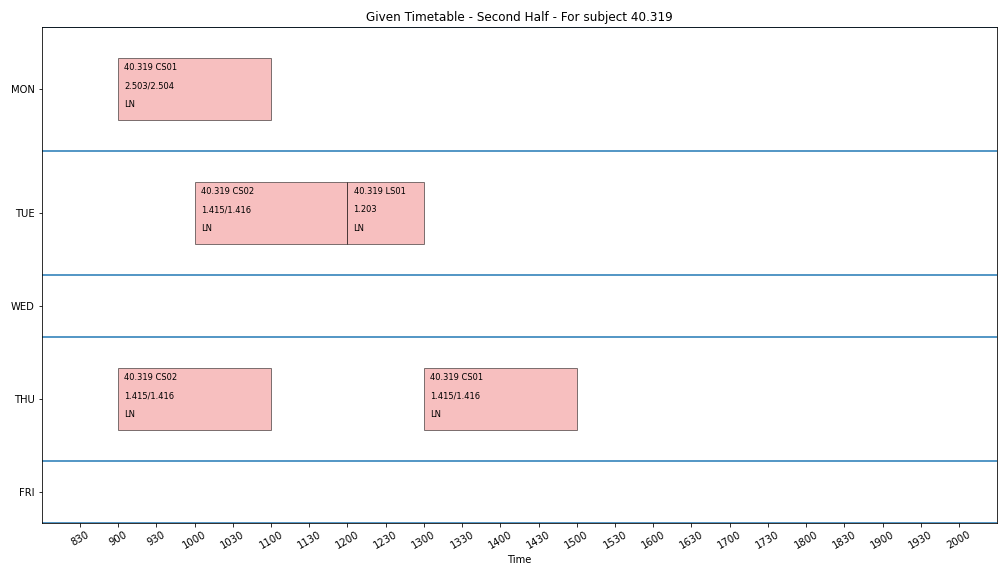 Given Timetable - Second Half - For subject 40.319
MON
40.319 CS01
2.503/2.504
LN
TUE
40.319 CS02
1.415/1.416
LN
40.319 LS01
1.203
LN
WED
THU
40.319 CS02
1.415/1.416
LN
40.319 CS01
1.415/1.416
LN
FRI
830 900 930 1000 1030 1100 1130 1200 1230 1300 1330 1400 1430 1500 1600 1630 1700 1730 1800 1830 1900 1930 2000
Time